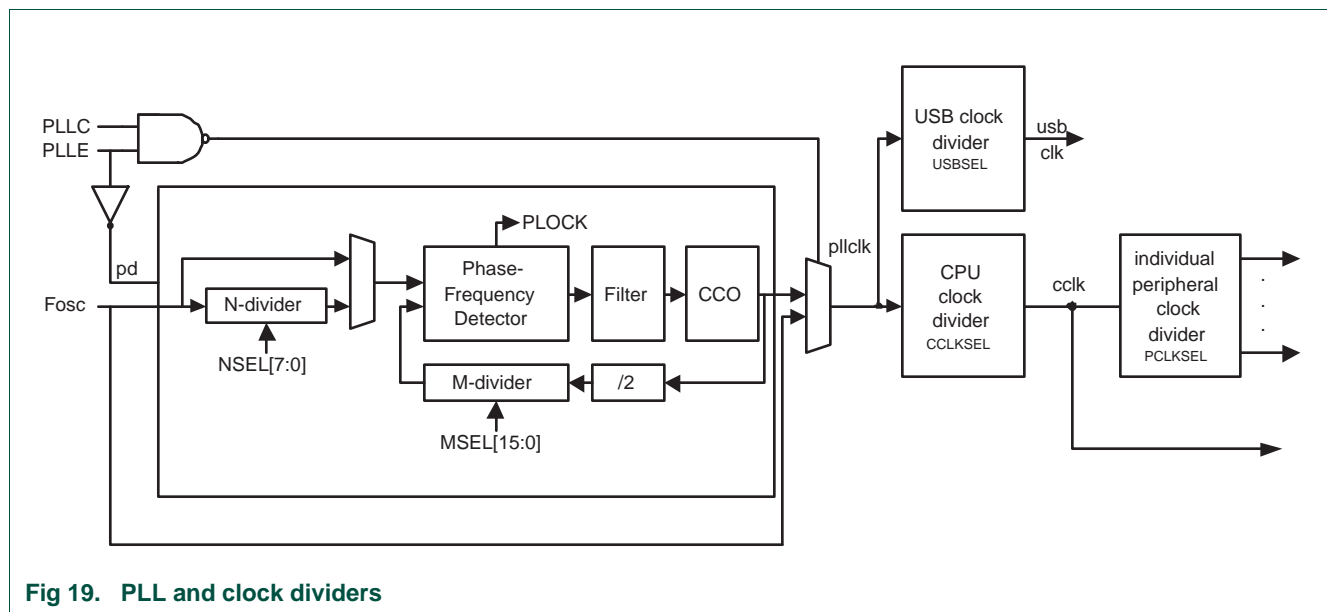 PLLC
PLLE
pd
Fosc
N-divider
NSEL[7:0]
PLOCK
Phase-
Frequency
Detector
Filter
CCO
M-divider
/2
MSEL[15:0]
pllclk
USB clock
divider
USBSEL
usb
clk
CPU
clock
divider
CCLKSEL
cclk
individual
peripheral
clock
divider
PCLKSEL
Fig 19. PLL and clock dividers